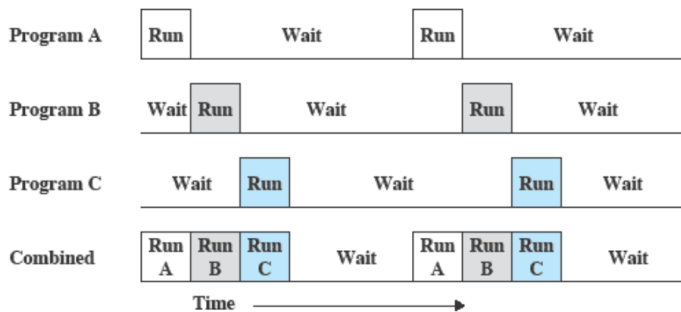 Program A Run Wait Run Wait
Program B Wait Run Wait Run Wait
Program C Wait Run Wait Run Wait
Combined Run A Run B Run C Wait Run A Run B Run C Wait
Time